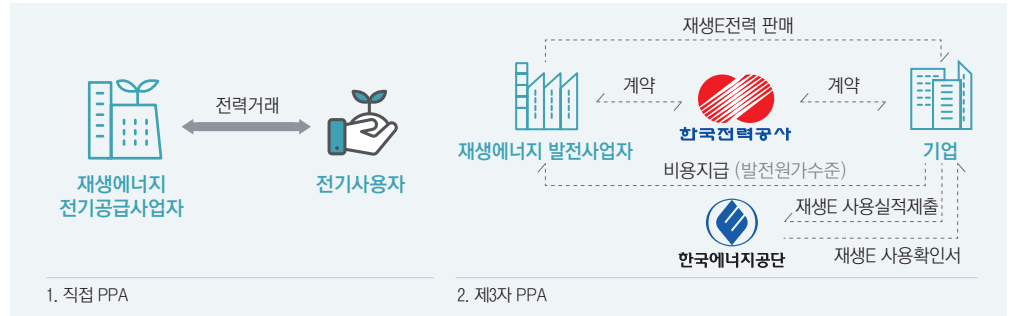 전력거래
재생에너지
전기공급사업자
전기사용자
1. 직접 PPA
재생E전력 판매
계약
계약
한국전력공사
재생에너지 발전사업자
기업
비용지급 (발전원가수준)
재생E 사용실적제출
한국에너지공단
재생E 사용확인서
2. 제3자 PPA